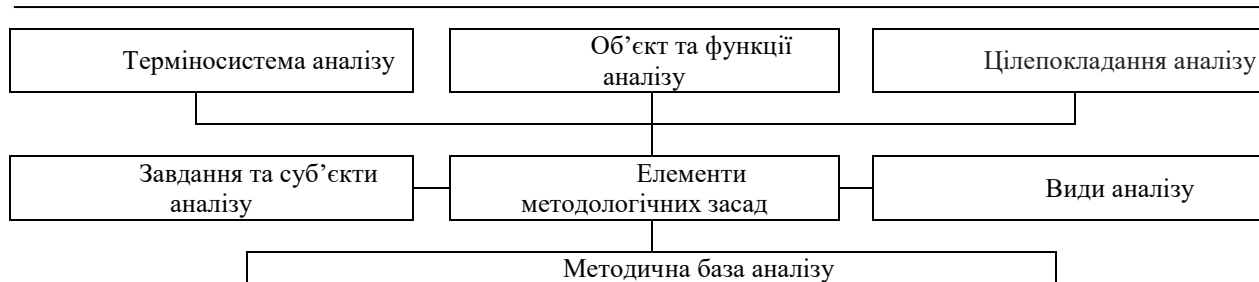 Терміносистема аналізу
Об’єкт та функції
аналізу
Цілепокладання аналізу
Завдання та суб’єкти
аналізу
Елементи
методологічних засад
Види аналізу
Методична база аналізу